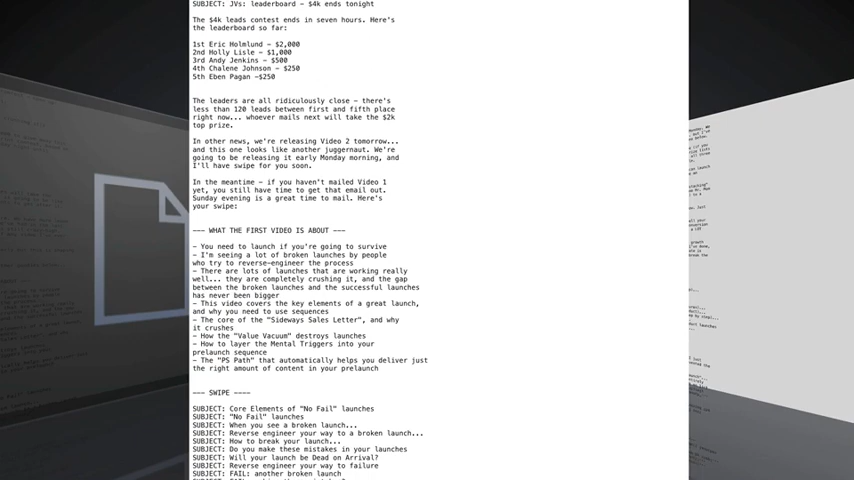 SUBJECT: JVs: leaderboard - $4k ends tonight
The $4k leads contest ends in seven hours. Here's
the leaderboard so far:
1st Eric Holmlund - $2,000
2nd Holly Lisle - $1,000
3rd Andy Jenkins - $500
4th Chalene Johnson - $250
5th Eben Pagan -$250
The leaders are all ridiculously close - there's
less than 120 leads between first and fifth place
right now... whoever mails next will take the $2k
top prize.
In other news, we're releasing Video 2 tomorrow...
and this one looks like another juggernaut. We're
going to be releasing it early Monday morning, and
I'll have swipe for you soon.
In the meantime - if you haven't mailed Video 1
yet, you still have time to get that email out.
Sunday evening is a great time to mail. Here's
your swipe:
--- WHAT THE FIRST VIDEO IS ABOUT ---
- You need to launch if you're going to survive
- I'm seeing a lot of broken launches by people
who try to reverse-engineer the process
- There are lots of launches that are working really
well... they are completely crushing it, and the gap
between the broken launches and the successful launches
has never been bigger
- This video covers the key elements of a great launch,
and why you need to use sequences
- The core of the "Sideways Sales Letter", and why
it crushes
- How the "Value Vacuum" destroys launches
- How to layer the Mental Triggers into your
prelaunch sequence
- The "PS Path" that automatically helps you deliver just
the right amount of content in your prelaunch
--- SWIPE ----
SUBJECT: Core Elements of "No Fail" launches
SUBJECT: "No Fail" launches
SUBJECT: When you see a broken launch...
SUBJECT: Reverse engineer your way to a broken launch...
SUBJECT: How to break your launch...
SUBJECT: Do you make these mistakes in your launches
SUBJECT: Will your launch be Dead on Arrival?
SUBJECT: Reverse engineer your way to failure
SUBJECT: FAIL: another broken launch